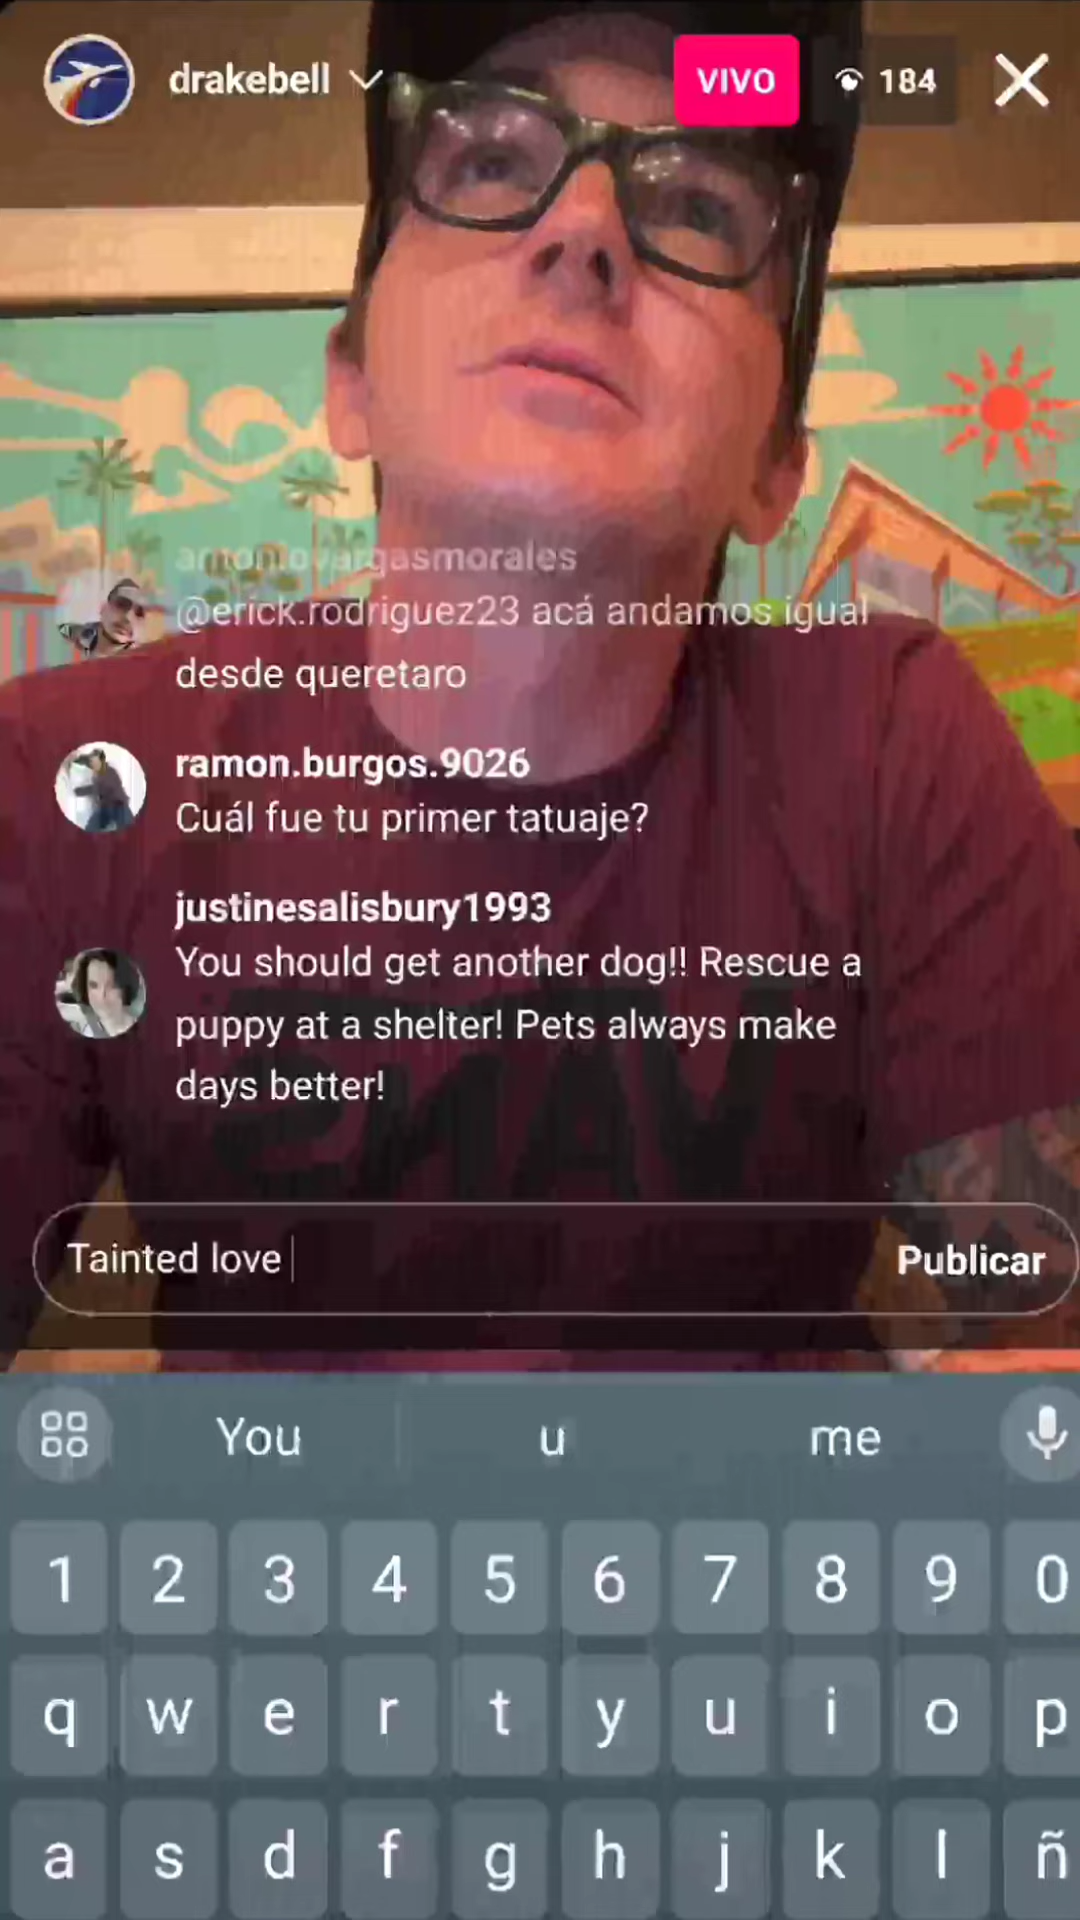 drakebell
VIVO
184
antoniovargasmorales
@erick.rodriguez23 acá andamos igual
desde queretaro
ramon.burgos.9026
Cuál fue tu primer tatuaje?
justinesalisbury1993
You should get another dog!! Rescue a
puppy at a shelter! Pets always make
days better!
VANS
Tainted love
Publicar
You u me
1 2 3 4 5 6 7 8 9 0
q w e r t y u i o p
a s d f g h j k l ñ